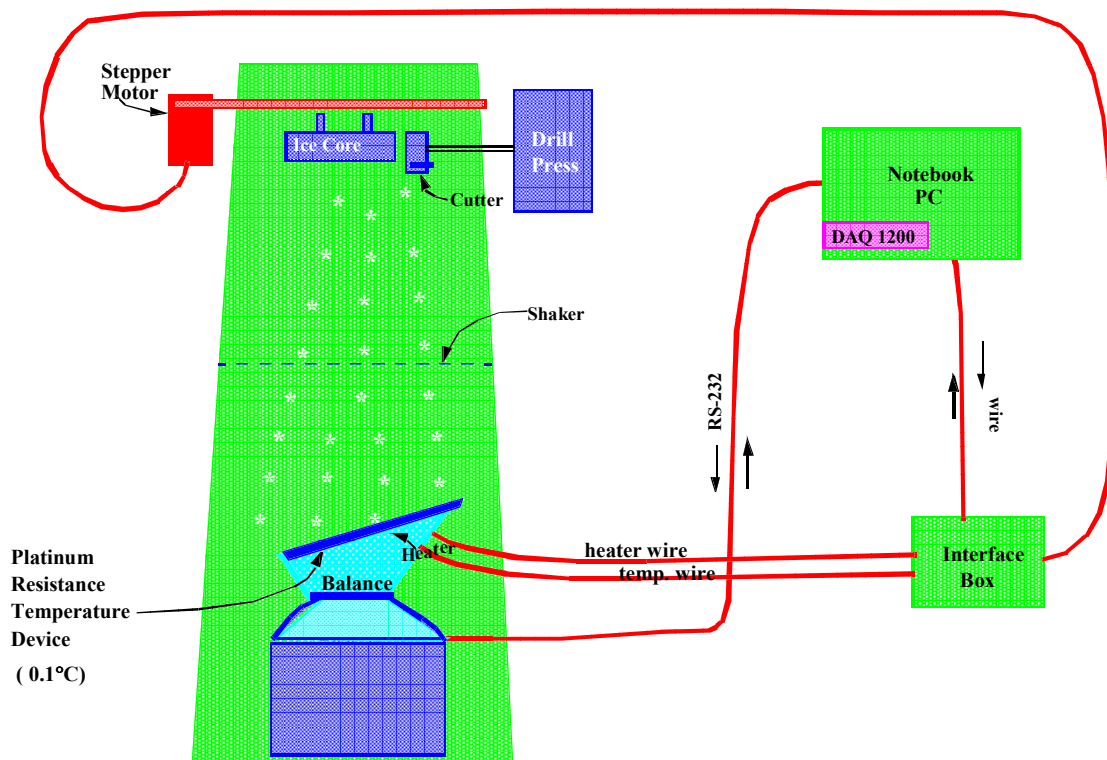 Stepper
Motor
Ice Core
Drill
Press
Cutter
Notebook
PC
DAQ 1200
Shaker
RS-232
wire
Heater
heater wire
temp. wire
Interface
Box
Balance
Platinum
Resistance
Temperature
Device
( 0.1°C)